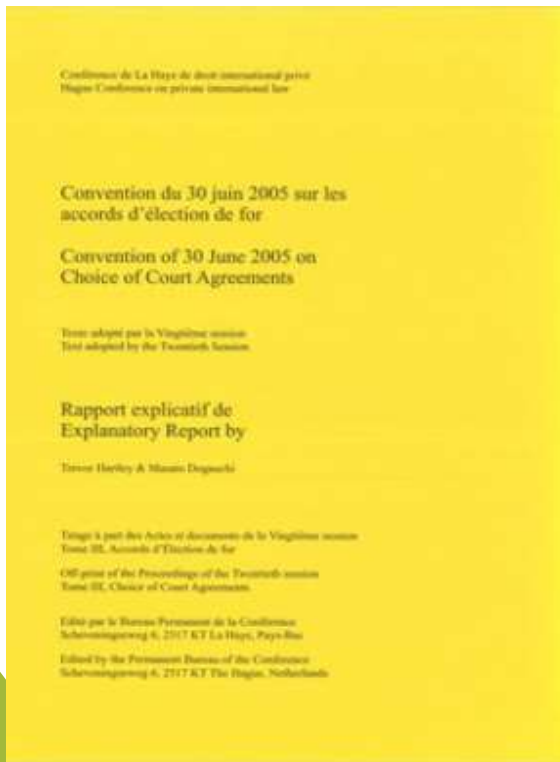 Conférence de La Haye de droit international privé
Hague Conference on private international law
Convention du 30 juin 2005 sur les
accords d'élection de for
Convention of 30 June 2005 on
Choice of Court Agreements
Texte adopté par la Vingtième session
Text adopted by the Twentieth Session
Rapport explicatif de
Explanatory Report by
Trevor Hartley & Masato Dogauchi
Tirage à part des Actes et documents de la Vingtième session
Tome III, Accords d'Élection de for
Off-print of the Proceedings of the Twentieth session
Tome III, Choice of Court Agreements
Edité par le Bureau Permanent de la Conférence
Scheveningseweg 6, 2517 KT La Haye, Pays-Bas
Edited by the Permanent Bureau of the Conference
Scheveningseweg 6, 2517 KT The Hague, Netherlands